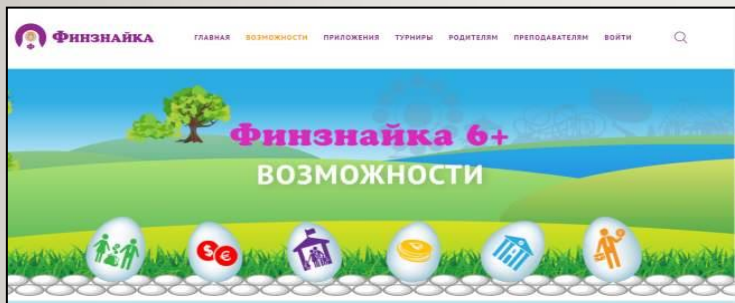 Финзнайка
ГЛАВНАЯ ВОЗМОЖНОСТИ ПРИЛОЖЕНИЯ ТУРНИРЫ РОДИТЕЛЯМ ПРЕПОДАВАТЕЛЯМ ВОЙТИ
Финзнайка 6+
ВОЗМОЖНОСТИ
$ €